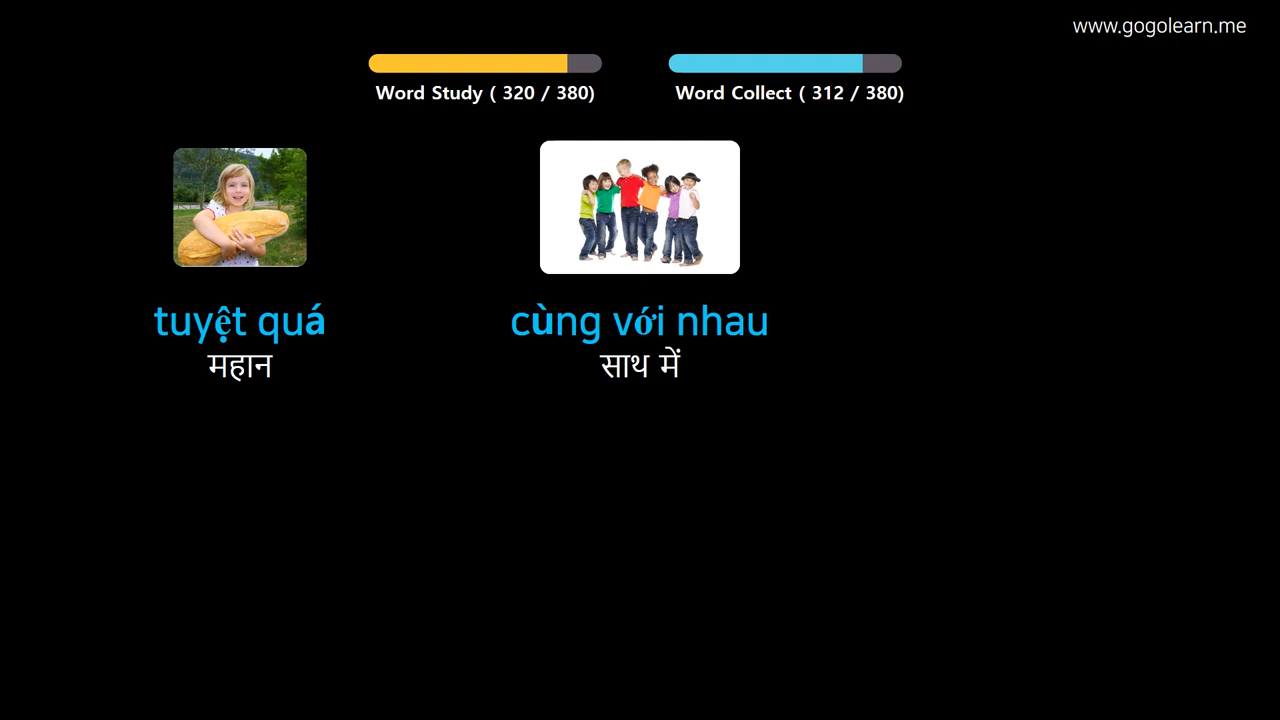 www.gogolearn.me
Word Study ( 320 / 380)
Word Collect ( 312 / 380)
tuyệt quá
महान
cùng với nhau
साथ में